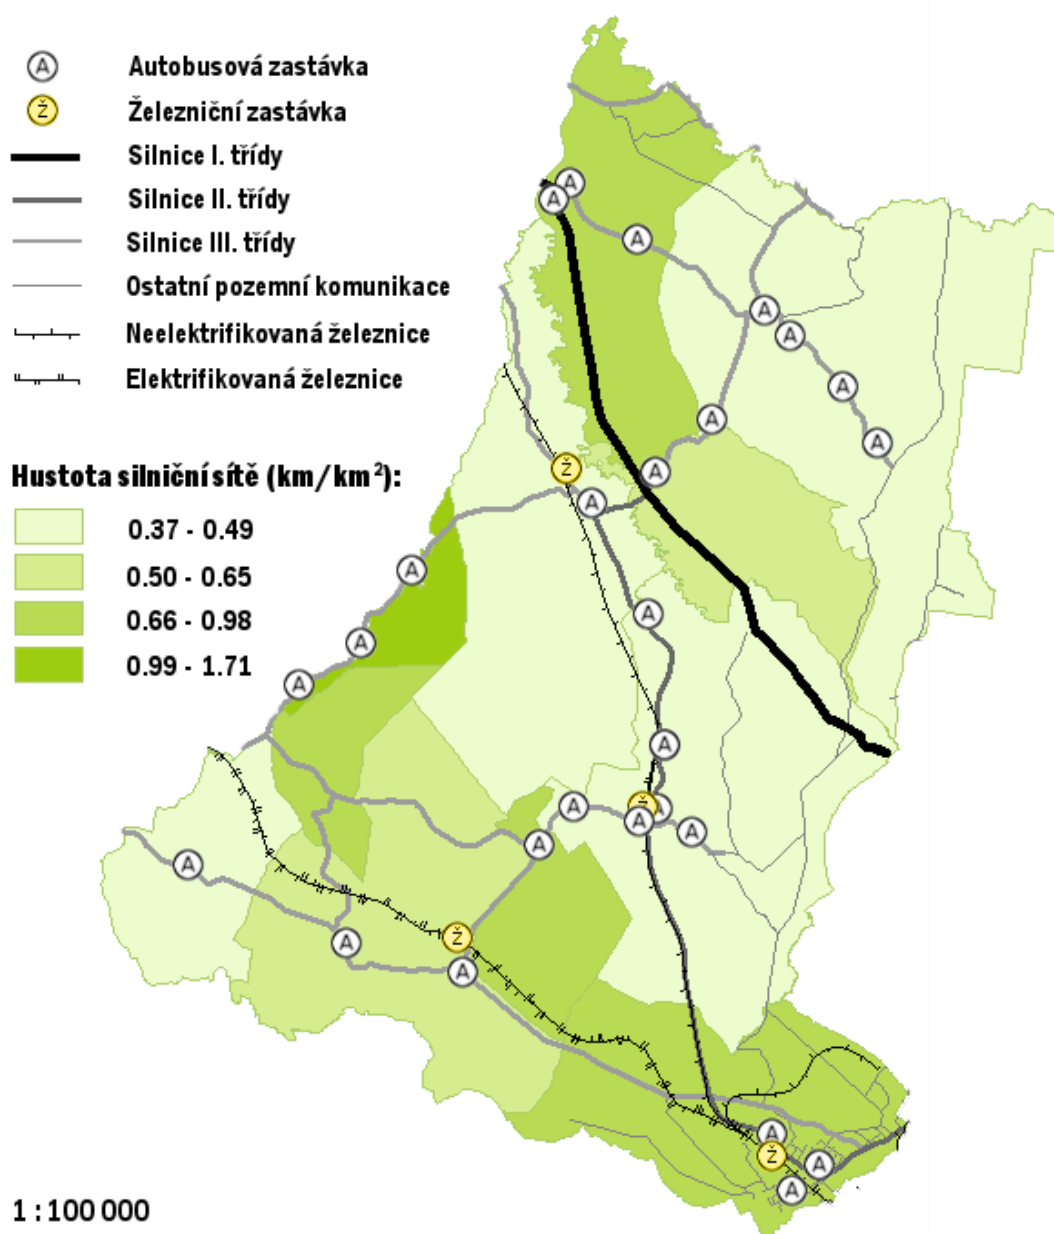 A Autobusová zastávka
Ž Železniční zastávka
Silnice I. třídy
Silnice II. třídy
Silnice III. třídy
Ostatní pozemní komunikace
Neelektrifikovaná železnice
Elektrifikovaná železnice
Hustota silniční sítě (km/km²):
0.37 - 0.49
0.50 - 0.65
0.66 - 0.98
0.99 - 1.71
A
A
A
A
A
A
A
A
A
Ž
A
A
A
A
A
A
A
Ž
A
A
A
A
A
A
Ž
A
A
A
Ž
A
A
1 : 100 000